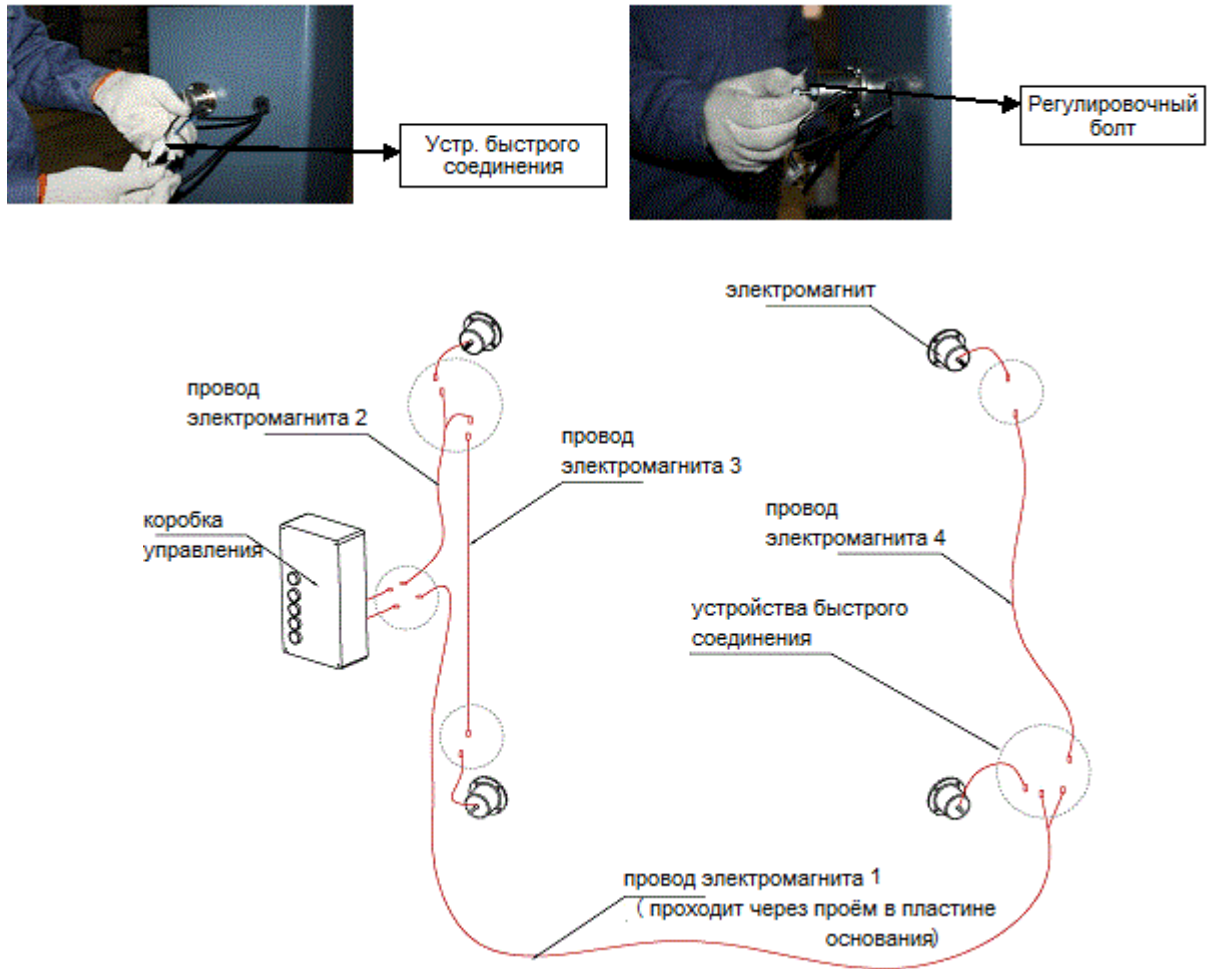 Устр. быстрого
соединения
Регулировочный
болт
электромагнит
провод
электромагнита 2
провод
электромагнита 3
коробка
управления
провод
электромагнита 4
устройства быстрого
соединения
провод электромагнита 1
( проходит через проём в пластине
основания)